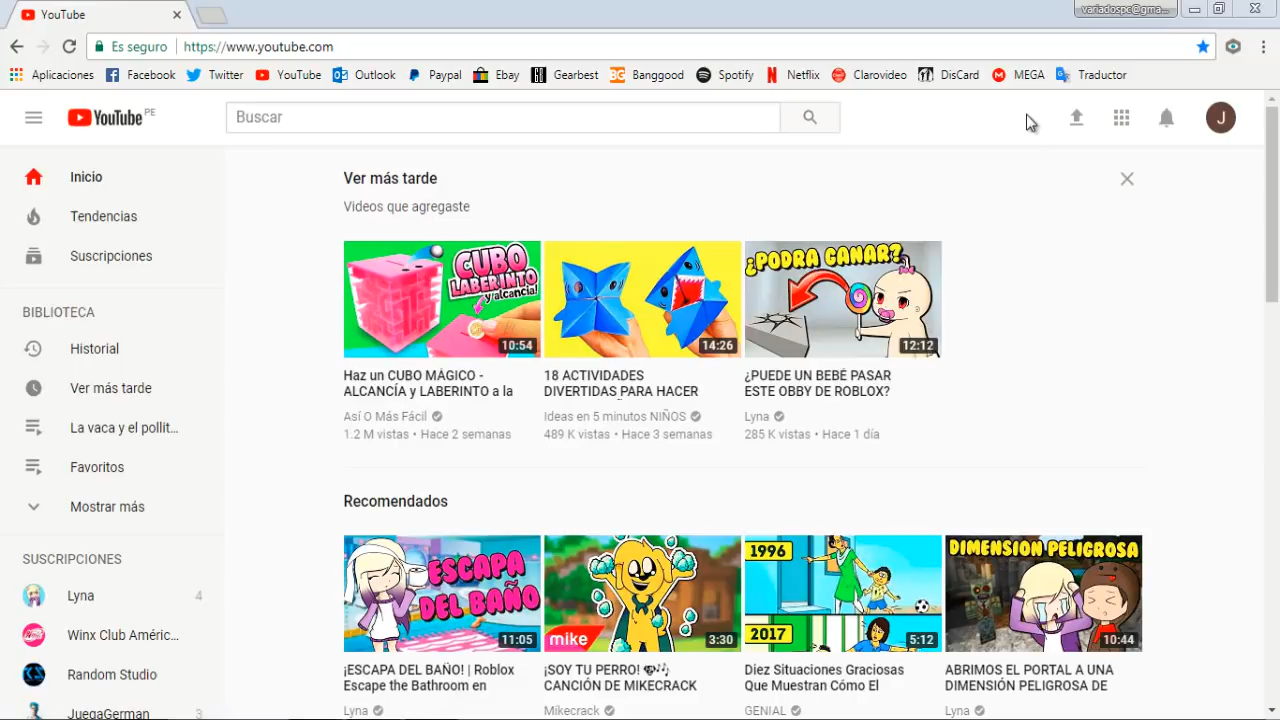 YouTube
variadospc@gma...
Es seguro
https://www.youtube.com
Aplicaciones
Facebook
Twitter
YouTube
Outlook
Paypal
Ebay
Gearbest
Banggood
Spotify
Netflix
Clarovideo
DisCard
MEGA
Traductor
YouTube PE
Buscar
J
Inicio
Tendencias
Suscripciones
BIBLIOTECA
Historial
Ver más tarde
La vaca y el pollit...
Favoritos
Mostrar más
SUSCRIPCIONES
Lyna 4
Winx Club Améric...
Random Studio
JuegaGerman 3
Ver más tarde
Videos que agregaste
CUBO
LABERINTO
y alcancía!
10:54
Haz un CUBO MÁGICO -
ALCANCÍA y LABERINTO a la
Así O Más Fácil
1.2 M vistas • Hace 2 semanas
14:26
18 ACTIVIDADES
DIVERTIDAS PARA HACER
Ideas en 5 minutos NIÑOS
489 K vistas • Hace 3 semanas
¿PODRA GANAR?
12:12
¿PUEDE UN BEBÉ PASAR
ESTE OBBY DE ROBLOX?
Lyna
285 K vistas • Hace 1 día
Recomendados
ESCAPA
DEL BAÑO!
11:05
¡ESCAPA DEL BAÑO! | Roblox
Escape the Bathroom en
Lyna
mike
3:30
¡SOY TU PERRO! 💎🎶
CANCIÓN DE MIKECRACK
Mikecrack
1996
2017
5:12
Diez Situaciones Graciosas
Que Muestran Cómo El
GENIAL
DIMENSION PELIGROSA
10:44
ABRIMOS EL PORTAL A UNA
DIMENSIÓN PELIGROSA DE
Lyna